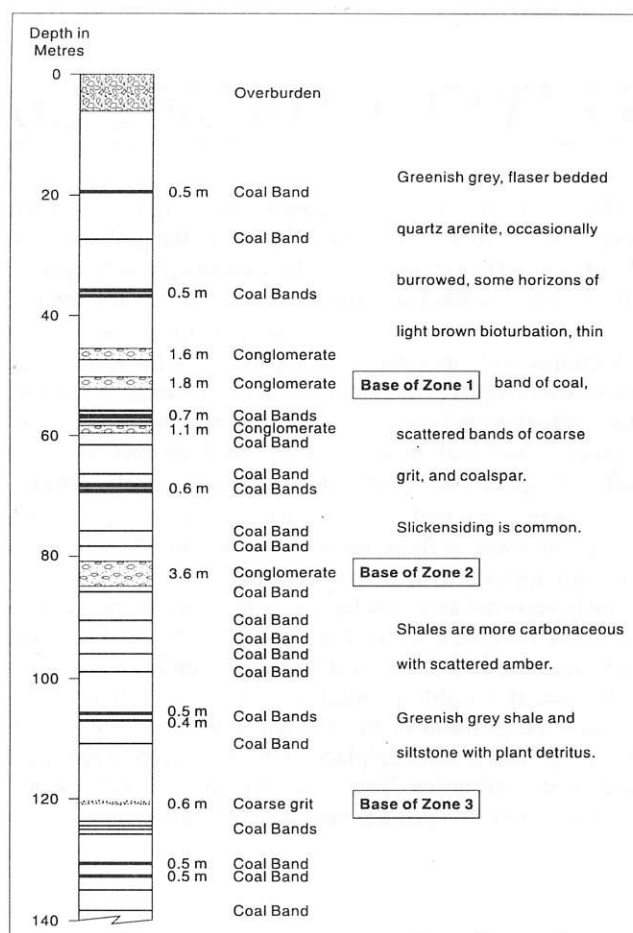 Depth in
Metres
0
Overburden
Greenish grey, flaser bedded
20
0.5 m Coal Band
quartz arenite, occasionally
Coal Band
burrowed, some horizons of
0.5 m Coal Bands
40
light brown bioturbation, thin
1.6 m Conglomerate
1.8 m Conglomerate Base of Zone 1 band of coal,
0.7 m Coal Bands
1.1 m Conglomerate
60
Coal Band
scattered bands of coarse
Coal Band
grit, and coalspar.
0.6 m Coal Bands
Coal Band
Slickensiding is common.
Coal Band
80
3.6 m Conglomerate Base of Zone 2
Coal Band
Coal Band
Shales are more carbonaceous
Coal Band
Coal Band
with scattered amber.
Coal Band
100
0.5 m
0.4 m Coal Bands
Greenish grey shale and
Coal Band
siltstone with plant detritus.
120
0.6 m Coarse grit Base of Zone 3
Coal Bands
0.5 m Coal Band
0.5 m Coal Band
Coal Band
140